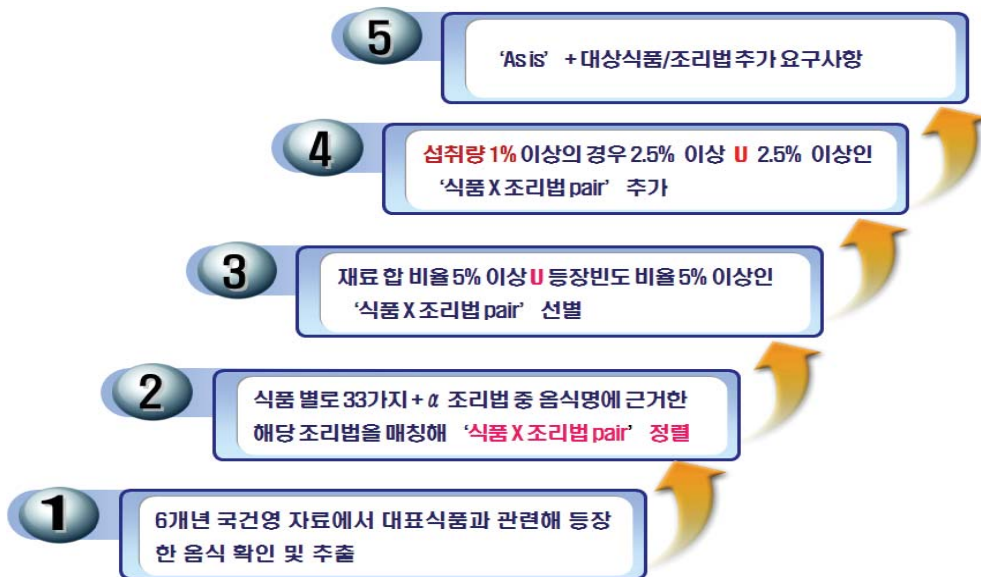 5
‘As is’ + 대상식품/조리법 추가 요구사항
4
섭취량 1% 이상의 경우 2.5% 이상 U 2.5% 이상인
‘식품 X 조리법 pair’ 추가
3
재료 합 비율 5% 이상 U 등장빈도 비율 5% 이상인
‘식품 X 조리법 pair’ 선별
2
식품 별로 33가지 + α 조리법 중 음식명에 근거한
해당 조리법을 매칭해 ‘식품 X 조리법 pair’ 정렬
1
6개년 국건영 자료에서 대표식품과 관련해 등장
한 음식 확인 및 추출